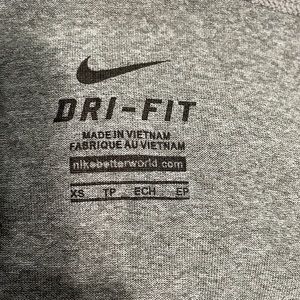 DRI-FIT
MADE IN VIETNAM
FABRIQUE AU VIETNAM
nikebetterworld.com
XS TP ECH EP